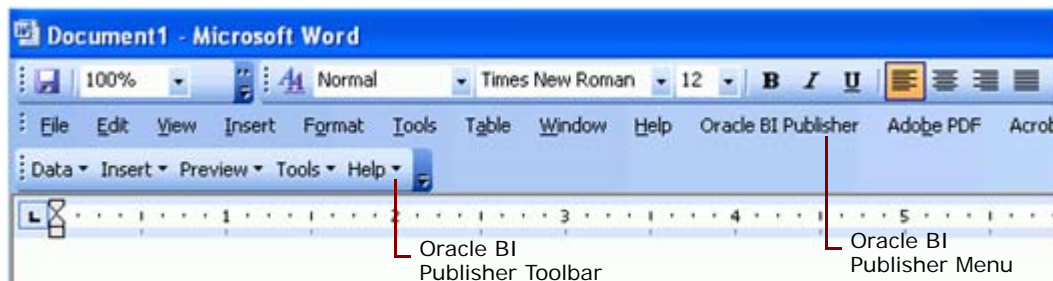 Document1 - Microsoft Word
100% Normal Times New Roman 12 B I U
File Edit View Insert Format Tools Table Window Help Oracle BI Publisher Adobe PDF Acrob
Data Insert Preview Tools Help
1 2 3 4 5
Oracle BI
Publisher Toolbar
Oracle BI
Publisher Menu